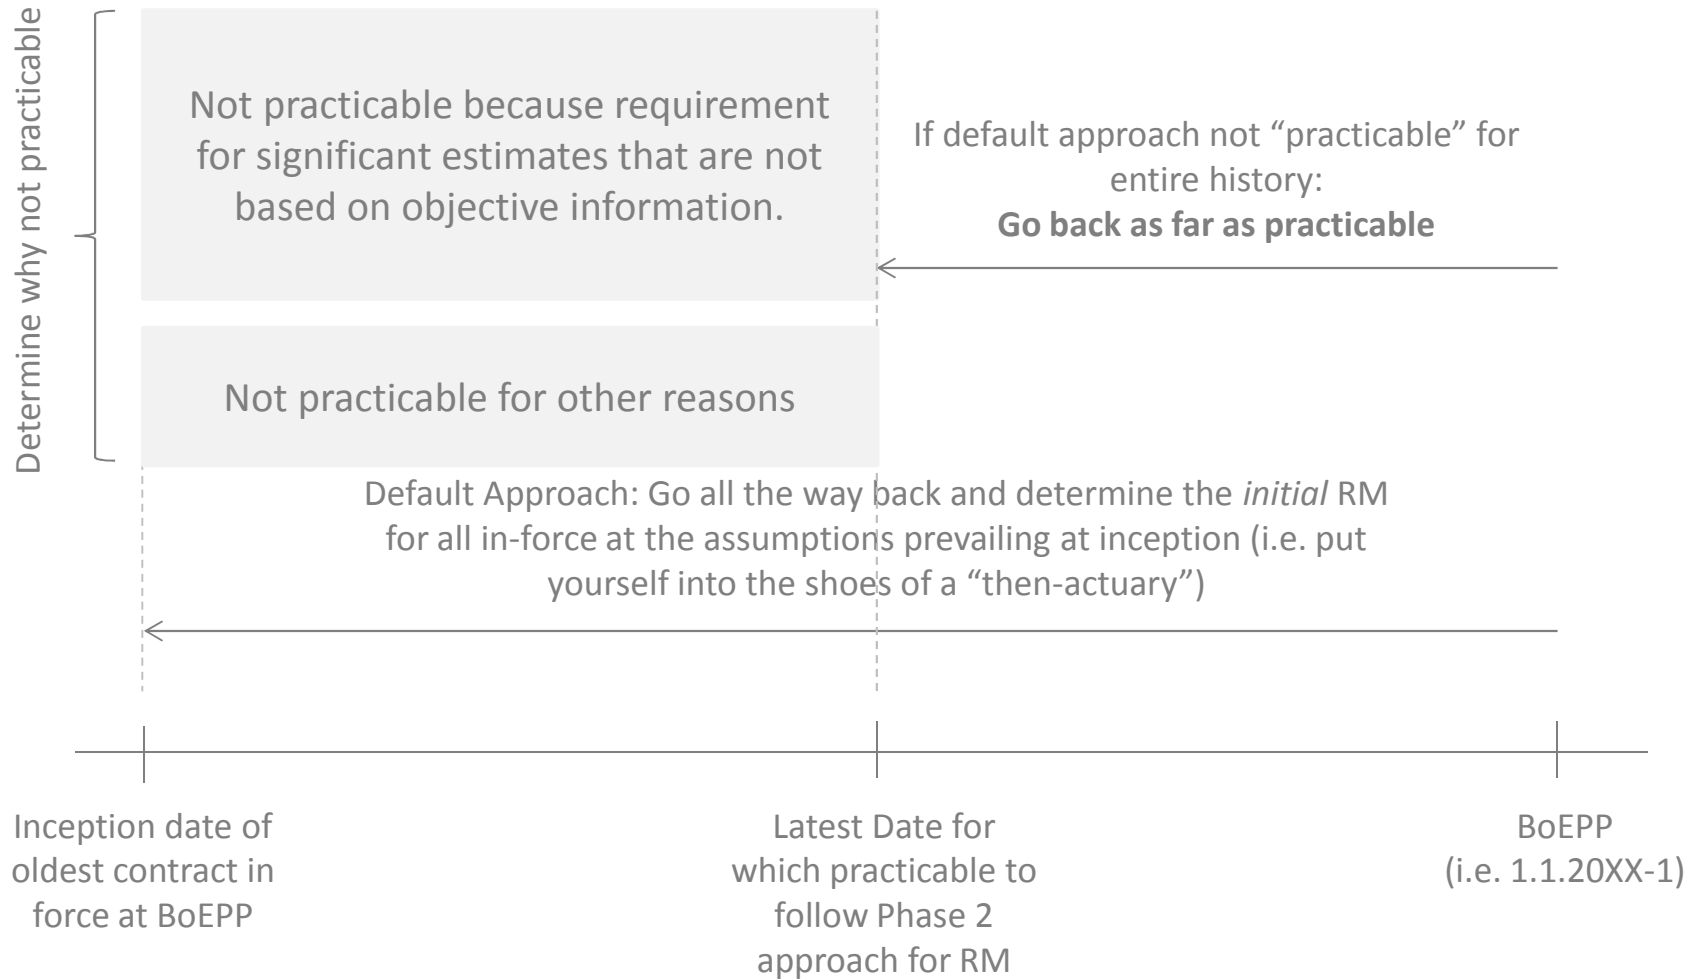 Determine why not practicable
Not practicable because requirement
for significant estimates that are not
based on objective information.
If default approach not “practicable” for
entire history:
Go back as far as practicable
Not practicable for other reasons
Default Approach: Go all the way back and determine the initial RM
for all in-force at the assumptions prevailing at inception (i.e. put
yourself into the shoes of a “then-actuary”)
Inception date of
oldest contract in
force at BoEPP
Latest Date for
which practicable to
follow Phase 2
approach for RM
BoEPP
(i.e. 1.1.20XX-1)